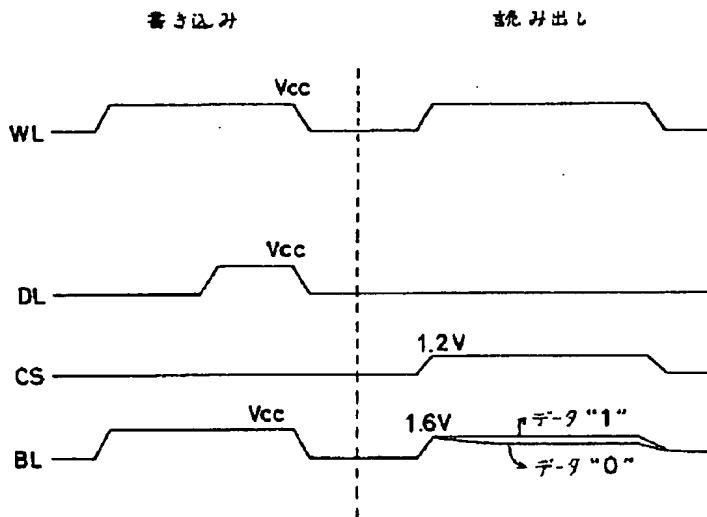 書き込み
読み出し
Vcc
WL
Vcc
DL
1.2V
CS
Vcc
1.6V
データ"1"
BL
データ"0"